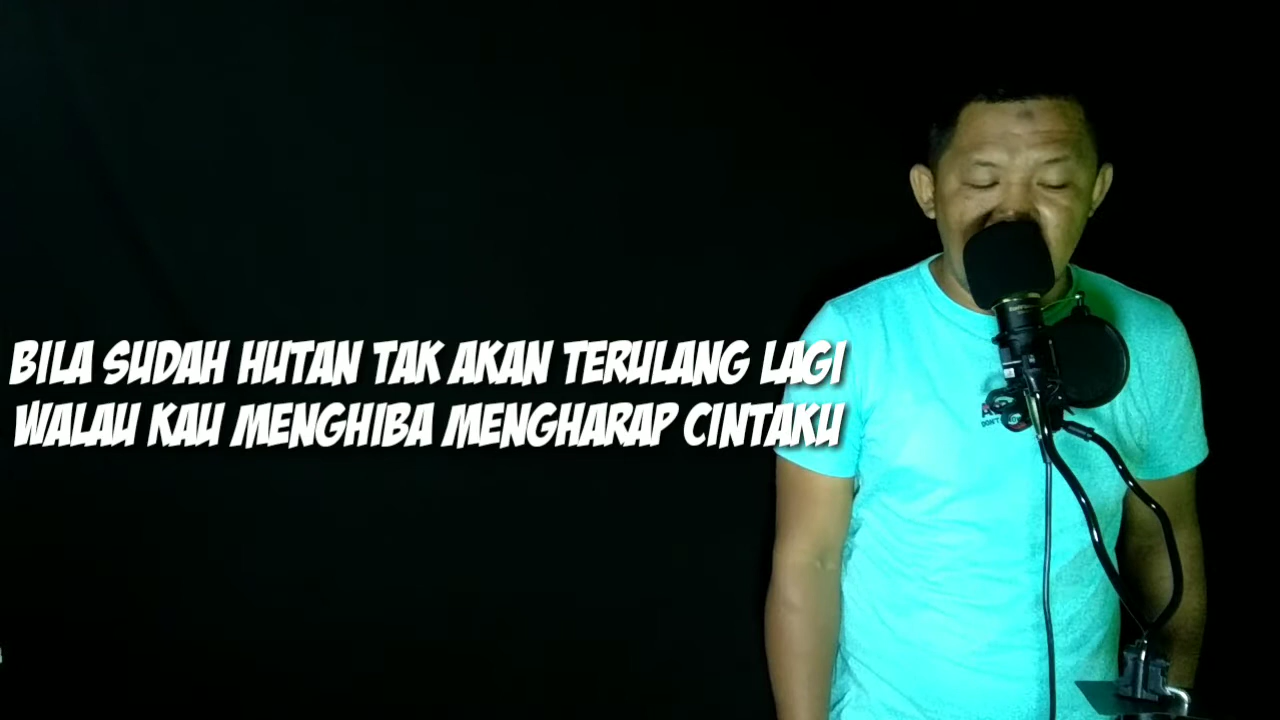 BILA SUDAH HUTAN TAK AKAN TERULANG LAGI
WALAU KAU MENGHIBA MENGHARAP CINTAKU